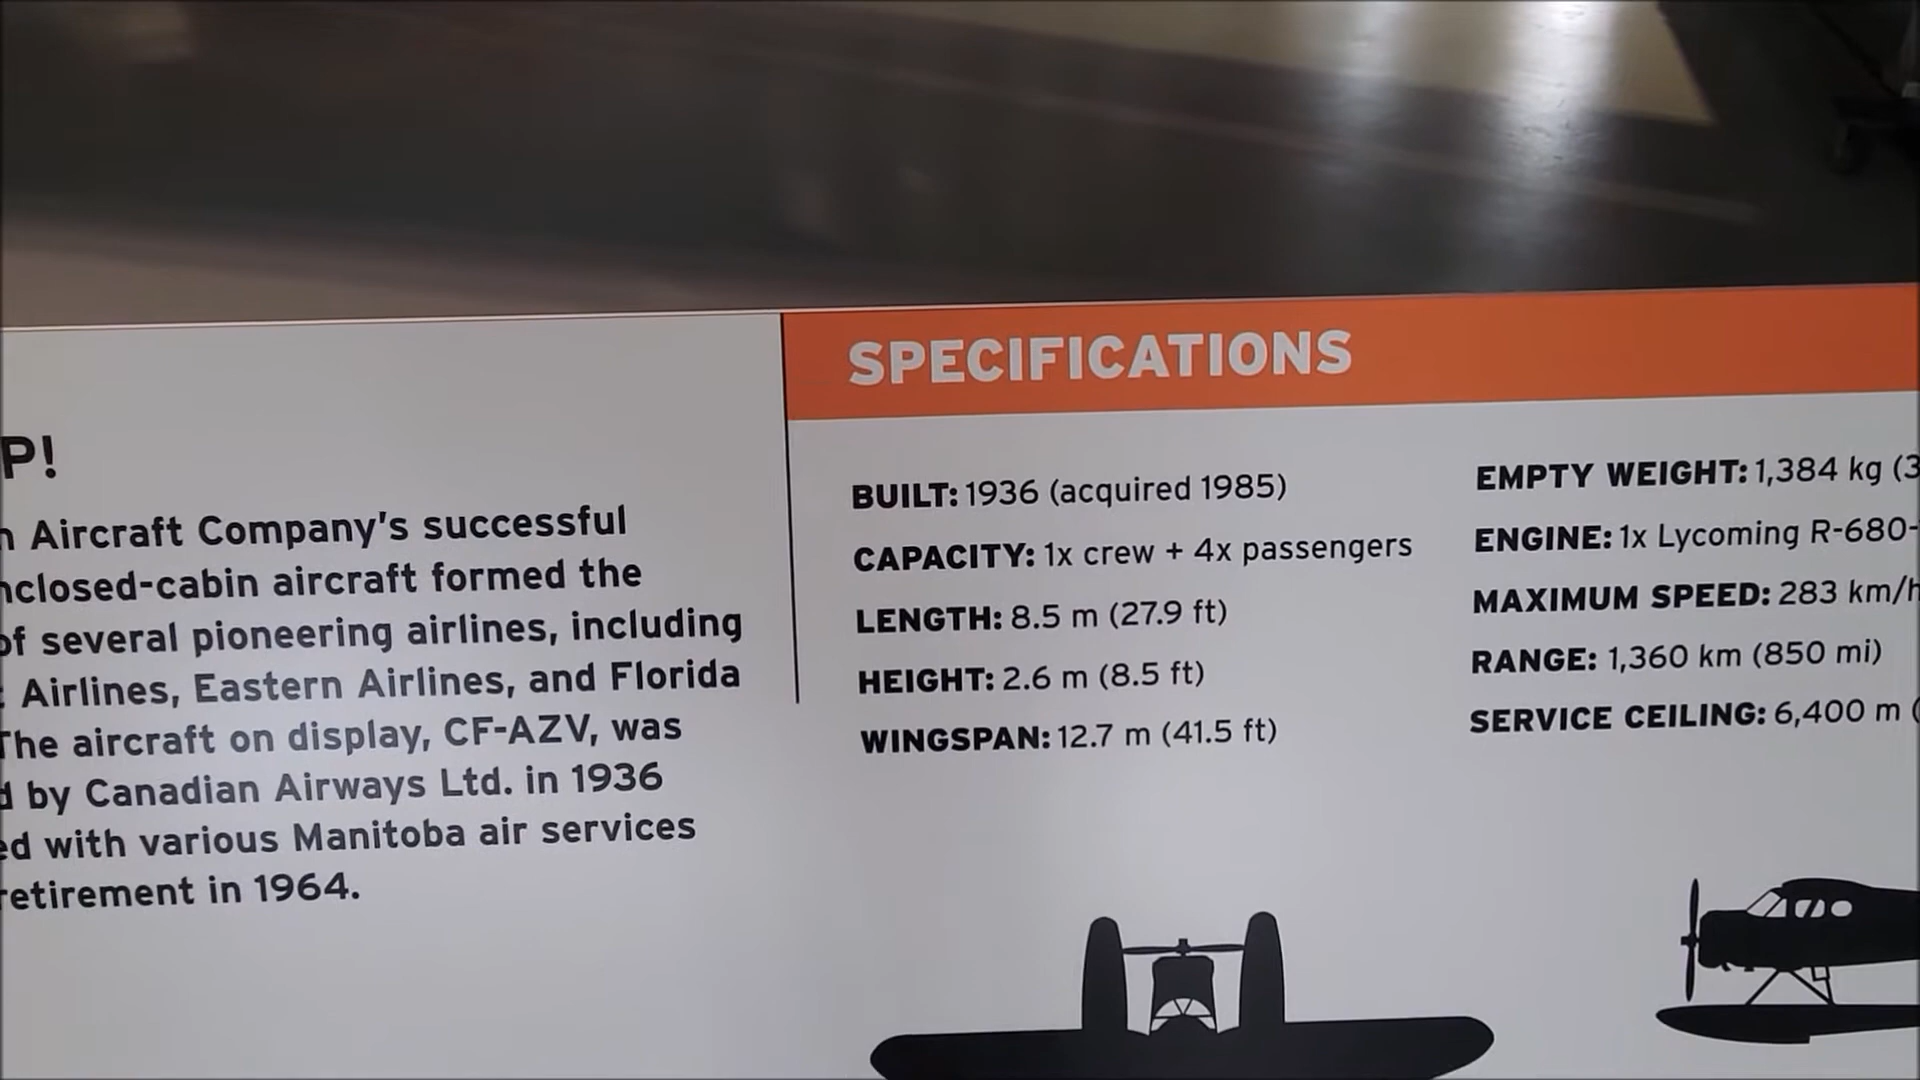 P!
Aircraft Company's successful
nclosed-cabin aircraft formed the
of several pioneering airlines, including
Airlines, Eastern Airlines, and Florida
The aircraft on display, CF-AZV, was
by Canadian Airways Ltd. in 1936
ed with various Manitoba air services
retirement in 1964.
SPECIFICATIONS
BUILT: 1936 (acquired 1985)
CAPACITY: 1x crew + 4x passengers
LENGTH: 8.5 m (27.9 ft)
HEIGHT: 2.6 m (8.5 ft)
WINGSPAN: 12.7 m (41.5 ft)
EMPTY WEIGHT: 1,384 kg (3
ENGINE: 1x Lycoming R-680-
MAXIMUM SPEED: 283 km/h
RANGE: 1,360 km (850 mi)
SERVICE CEILING: 6,400 m (